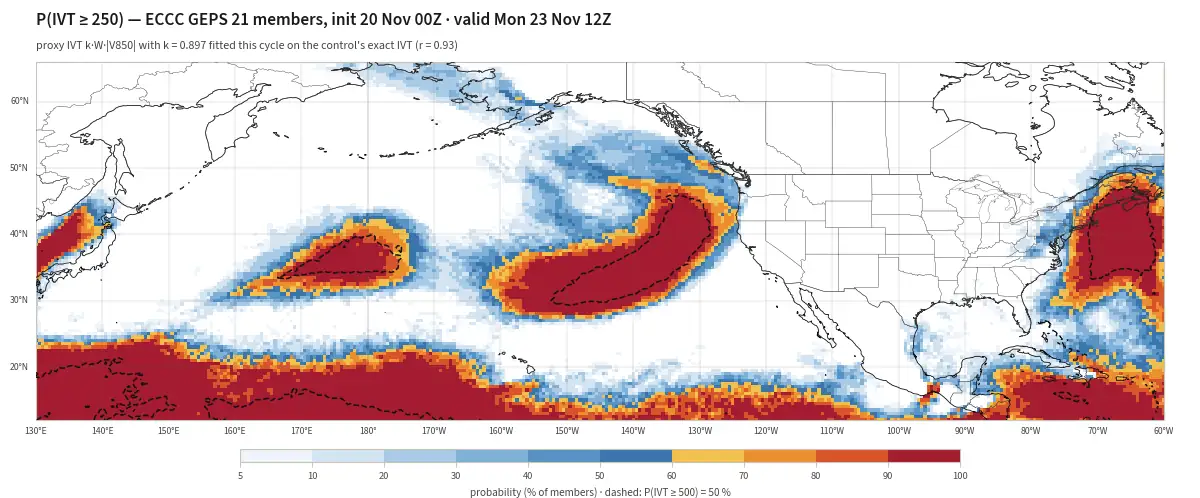 P(IVT ≥ 250) — ECCC GEPS 21 members, init 20 Nov 00Z · valid Mon 23 Nov 12Z
proxy IVT k·W·|V850| with k = 0.897 fitted this cycle on the control's exact IVT (r = 0.93)
60°N
50°N
40°N
30°N
20°N
130°E 140°E 150°E 160°E 170°E 180° 170°W 160°W 150°W 140°W 130°W 120°W 110°W 100°W 90°W 80°W 70°W 60°W
5 10 20 30 40 50 60 70 80 90 100
probability (% of members) · dashed: P(IVT ≥ 500) = 50 %